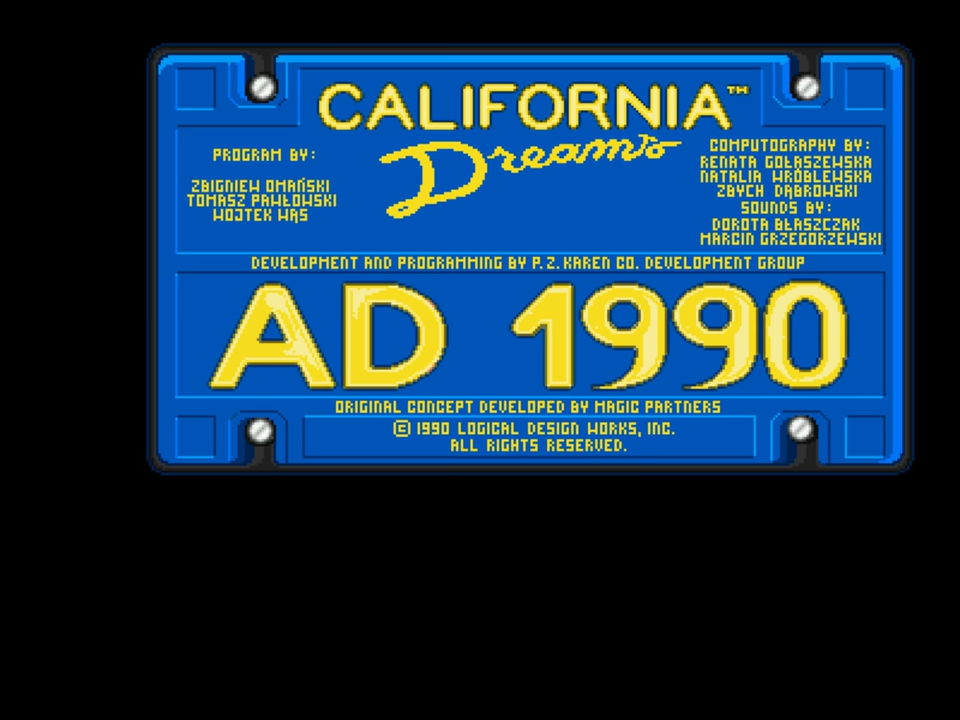 CALIFORNIA™
Dreams
PROGRAM BY:
ZBIGNIEW OMAŃSKI
TOMASZ PAWŁOWSKI
WOJTEK WĄS
COMPUTOGRAPHY BY:
RENATA GOŁASZEWSKA
NATALIA WRÓBLEWSKA
ZBYCH DĄBROWSKI
SOUNDS BY:
DOROTA BŁASZCZAK
MARCIN GRZEGORZEWSKI
DEVELOPMENT AND PROGRAMMING BY P.Z.KAREN CO. DEVELOPMENT GROUP
AD 1990
ORIGINAL CONCEPT DEVELOPED BY MAGIC PARTNERS
© 1990 LOGICAL DESIGN WORKS, INC.
ALL RIGHTS RESERVED.